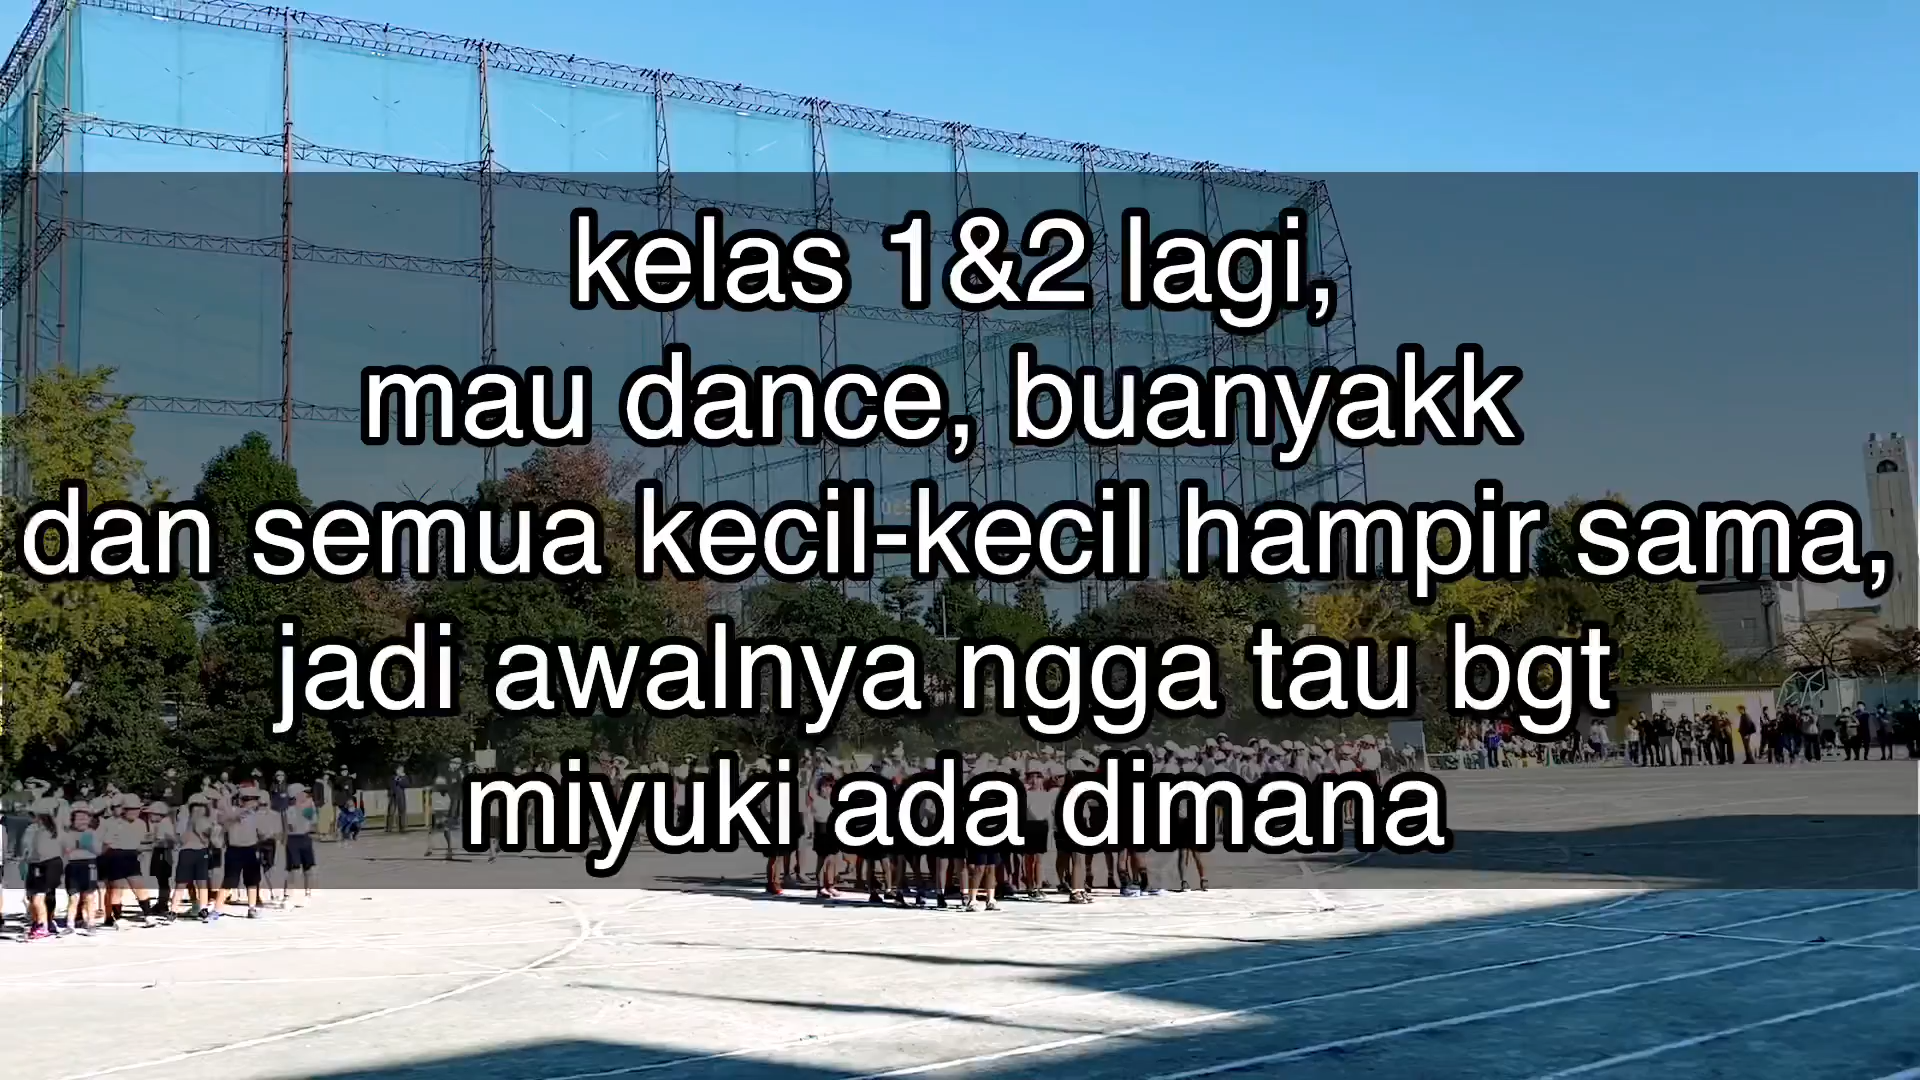 kelas 1&2 lagi,
mau dance, buanyakk
dan semua kecil-kecil hampir sama,
jadi awalnya ngga tau bgt
miyuki ada dimana